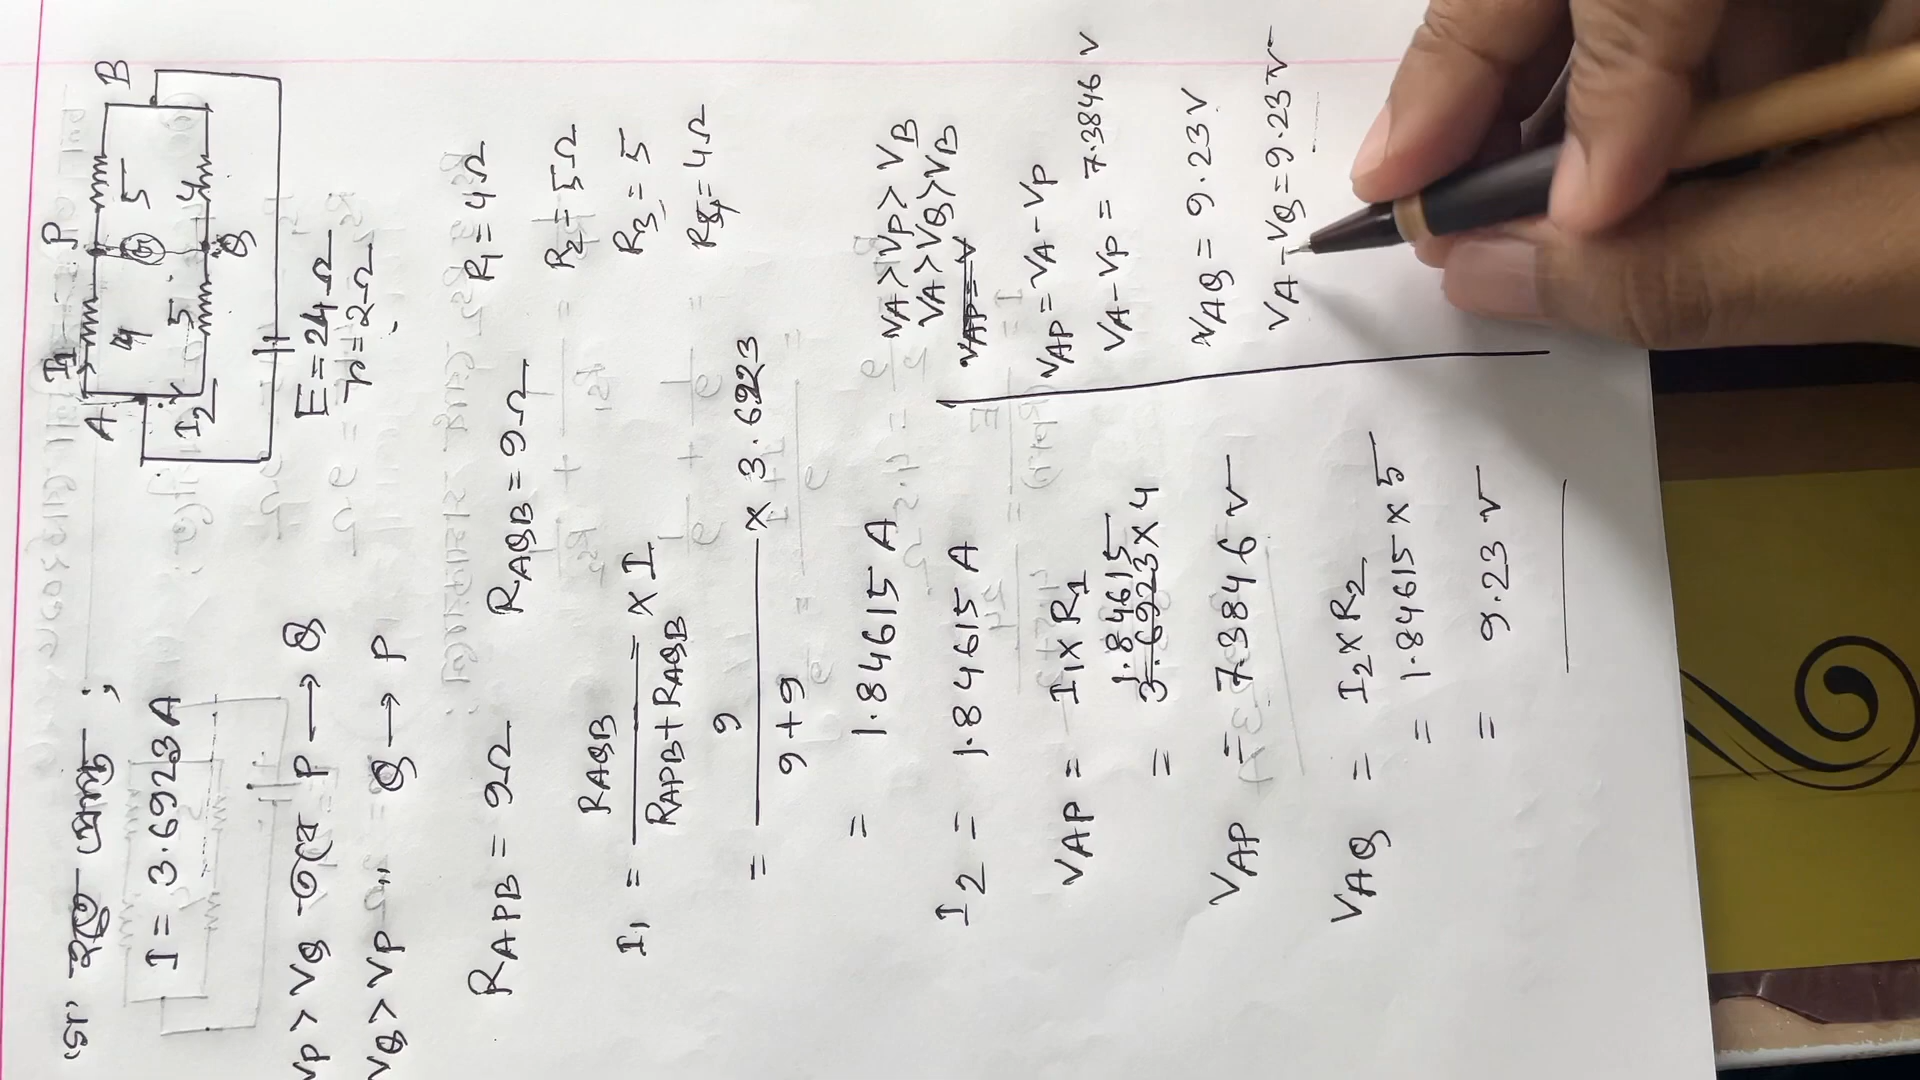 'ক' হতে প্রাপ্ত ;
I = 3.6923A
VP > VQ হলে P → Q
VQ > VP " Q → P
A
I1
P
B
4
5
G
5
4
I2
Q
E = 24Ω
r = 2Ω
RAPB = 9Ω RAQB = 9Ω
R1 = 4Ω
R2 = 5Ω
R3 = 5
R4 = 4Ω
I1 = RAQB / RAPB + RAQB × I
= 9 / 9 + 9 × 3.6923
= 1.84615 A
I2 = 1.84615 A
VAP = I1 × R1
= 1.84615 × 4
VAP = 7.3846 V
VAQ = I2 × R2
= 1.84615 × 5
= 9.23 V
VA > VP > VB
VA > VQ > VB
VAP = VA - VP
VA - VP = 7.3846 V
VAQ = 9.23 V
VA - VQ = 9.23 V